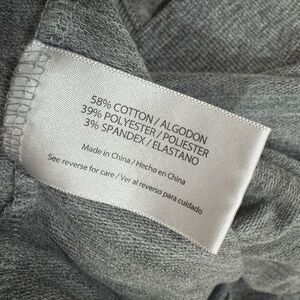 58% COTTON / ALGODON
39% POLYESTER / POLIESTER
3% SPANDEX / ELASTANO
Made in China / Hecho en China
See reverse for care / Ver al reverso para cuidado